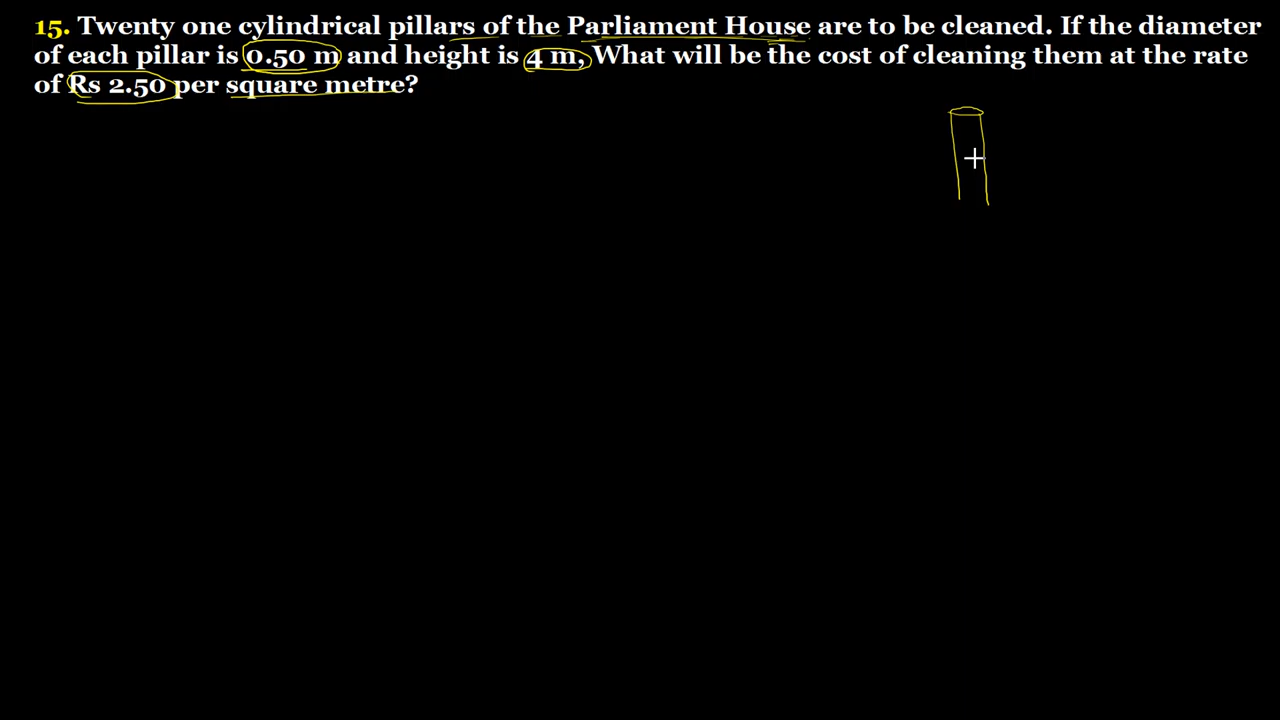 15. Twenty one cylindrical pillars of the Parliament House are to be cleaned. If the diameter
of each pillar is 0.50 m and height is 4 m, What will be the cost of cleaning them at the rate
of Rs 2.50 per square metre?